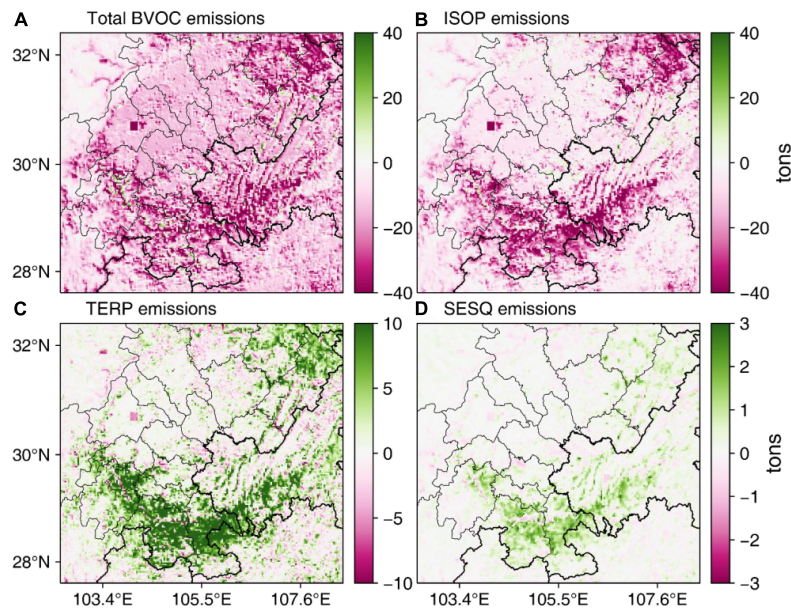 A Total BVOC emissions
B ISOP emissions
32°N
30°N
28°N
40
20
0
−20
−40
40
20
0
−20
−40
tons
C TERP emissions
D SESQ emissions
32°N
30°N
28°N
10
5
0
−5
−10
3
2
1
0
−1
−2
−3
tons
103.4°E 105.5°E 107.6°E
103.4°E 105.5°E 107.6°E